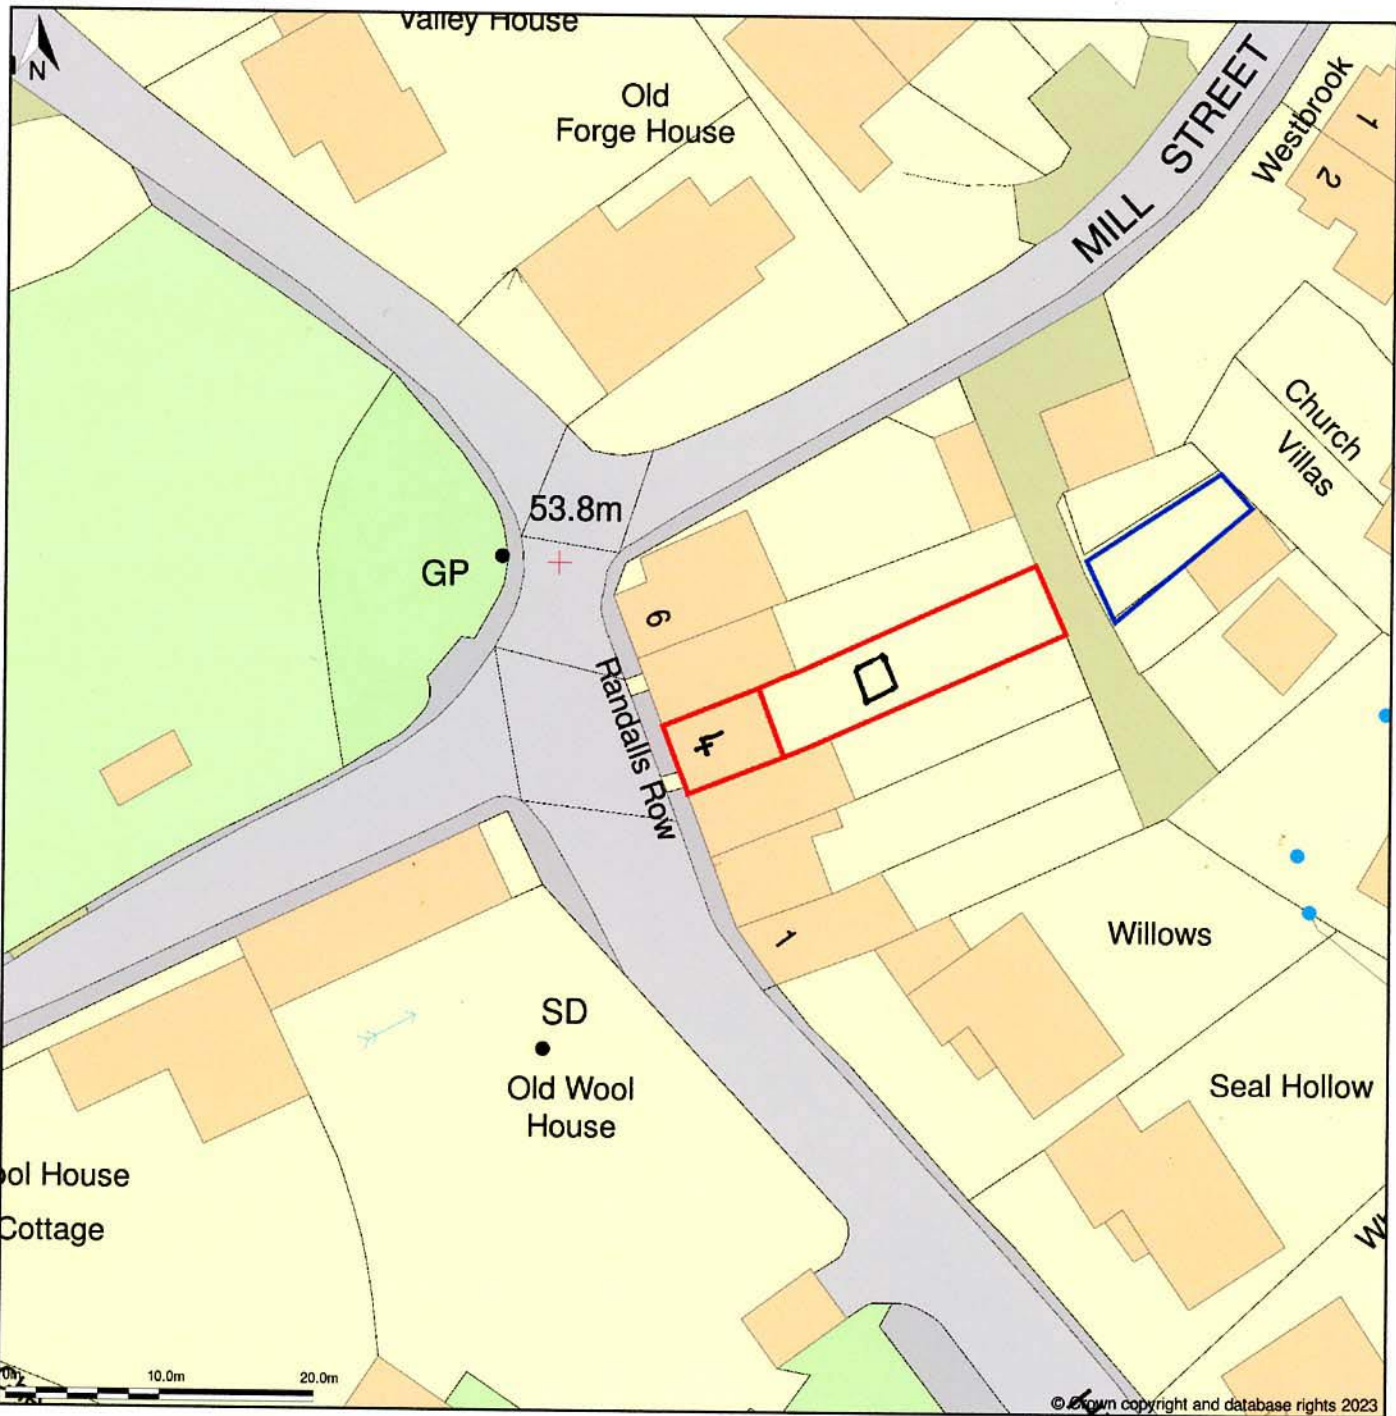 Valley House
N
Old
Forge House
MILL STREET
Westbrook
1
2
Church
Villas
53.8m
GP
6
Randalls Row
4
1
Willows
SD
Old Wool
House
Seal Hollow
ool House
Cottage
10.0m
20.0m
© Crown copyright and database rights 2023